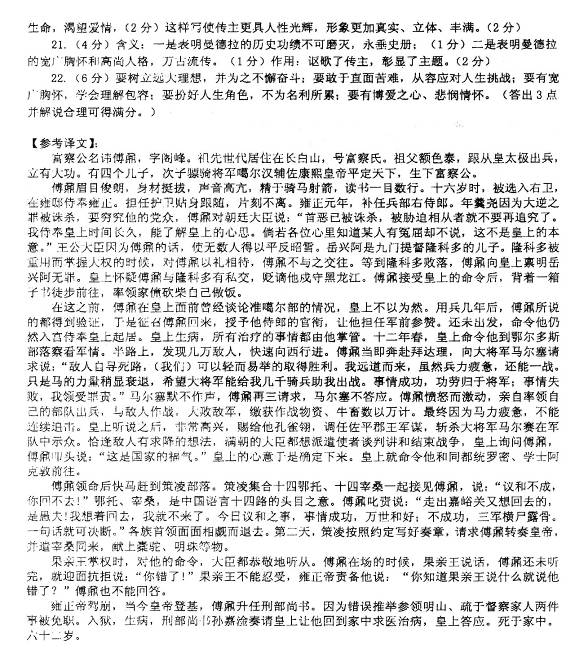 生命，渴望爱情，（2 分）这样写使传主更具人性光辉，形象更加真实、立体、丰满。（2 分）
21.（4 分）含义：一是表明曼德拉的历史功绩不可磨灭，永垂史册；（1 分）二是表明曼德拉
的宽广胸怀和高尚人格，万古流传。（1 分）作用：讴歌了传主，彰显了主题。（2 分）
22.（6 分）要树立远大理想，并为之不懈奋斗；要敢于直面苦难，从容应对人生挑战；要有宽
广胸怀，学会理解包容；要扮好人生角色，不为名利所累；要有博爱之心、悲悯情怀。（答出 3 点
并解说合理可得满分。）
【参考译文】：
富察公名讳傅鼐，字阁峰。祖先世代居住在长白山，号富察氏。祖父额色泰，跟从皇太极出兵，
立有大功。有四个儿子，次子骠骑将军噶尔汉辅佐康熙皇帝平定天下，生下富察公。
傅鼐眉目俊朗，身材挺拔，声音高亢，精于骑马射箭，读书一目数行。十六岁时，被选入右卫，
在雍邸侍奉雍正。担任护卫贴身跟随，片刻不离。雍正元年，补任兵部右侍郎。年羹尧因为大逆之
罪被诛杀，要穷究他的党众，傅鼐对朝廷大臣说：“首恶已被诛杀，被胁迫相从者就不要再追究了。
我侍奉皇上时间长久，能了解皇上的心思。倘若各位心里知道某人有冤屈却不说，这不是皇上的本
意。”王公大臣因为傅鼐的话，使无数人得以平反昭雪。岳兴阿是九门提督隆科多的儿子。隆科多被
重用而掌握大权的时候，对傅鼐以礼相待，傅鼐不与之交往。等到隆科多败落，傅鼐向皇上禀明岳
兴阿无罪。皇上怀疑傅鼐与隆科多有私交，贬谪他戍守黑龙江。傅鼐接受皇上的命令后，背着一箱
子书徒步前往，率领家僮砍柴自己做饭。
在这之前，傅鼐在皇上面前曾经谈论准噶尔部的情况，皇上不以为然。用兵几年后，傅鼐所说
的都得到验证，于是征召傅鼐回来，授予他侍郎的官衔，让他担任军前参赞。还未出发，命令他仍
然入宫侍奉皇上起居。皇上生病，所有治疗的事情都由他掌管。十二年春，皇上命令他到鄂尔多斯
部落察看军情。半路上，发现几万敌人，快速向西行进。傅鼐当即奔赴拜达理，向大将军马尔塞请
求说：“敌人自寻死路，（我们）可以轻而易举的取得胜利。我远道而来，虽然兵力疲惫，还能一战。
只是马的力量稍显衰退，希望大将军能给我几千骑兵助我出战。事情成功，功劳归于将军；事情失
败，我领受罪责。”马尔塞默不作声，傅鼐再三请求，马尔塞不答应。傅鼐愤怒而激动，亲自率领自
己的部队出兵，与敌人作战，大败敌军，缴获作战物资、牛畜数以万计。最终因为马力疲惫，不能
连续追击。皇上听说之后，非常高兴，赐给他孔雀翎，调任佐平郡王军谋，斩杀大将军马尔赛在军
队中示众。恰逢敌人有求降的想法，满朝的大臣都想派遣使者谈判讲和结束战争，皇上询问傅鼐，
傅鼐叩头说：“这是国家的福气。”皇上的心意于是确定下来。皇上就命令他和同都统罗密、学士阿
克敦前往。
傅鼐领命后快马赶到策凌部落。策凌集合十四鄂托、十四宰桑一起接见傅鼐，说：“议和不成，
你回不去！”鄂托、宰桑，是中国语言十四路的头目之意。傅鼐叱责说：“走出嘉峪关又想回去的，
是愚夫！我想着回去，我就不来了。今日议和之事，事情成功，万世和好；不成功，三军横尸露骨。
一句话就可决断。”各族首领面面相觑而退去。第二天，策凌按照约定写好奏章，请求傅鼐转奏皇帝，
并遣宰桑同来，献上橐驼、明珠等物。
果亲王掌权时，对他的命令，大臣都恭敬地听从。傅鼐在场的时候，果亲王说话，傅鼐还未听
完，就迎面抗拒说：“你错了！”果亲王不能忍受，雍正帝责备他说：“你知道果亲王说什么就说他
错了？”傅鼐也不能回答。
雍正帝驾崩，当今皇帝登基，傅鼐升任刑部尚书。因为错误推举参领明山、疏于督察家人两件
事被免职。入狱，生病，刑部尚书孙嘉淦奏请皇上让他回到家中求医治病，皇上答应。死于家中。
六十二岁。